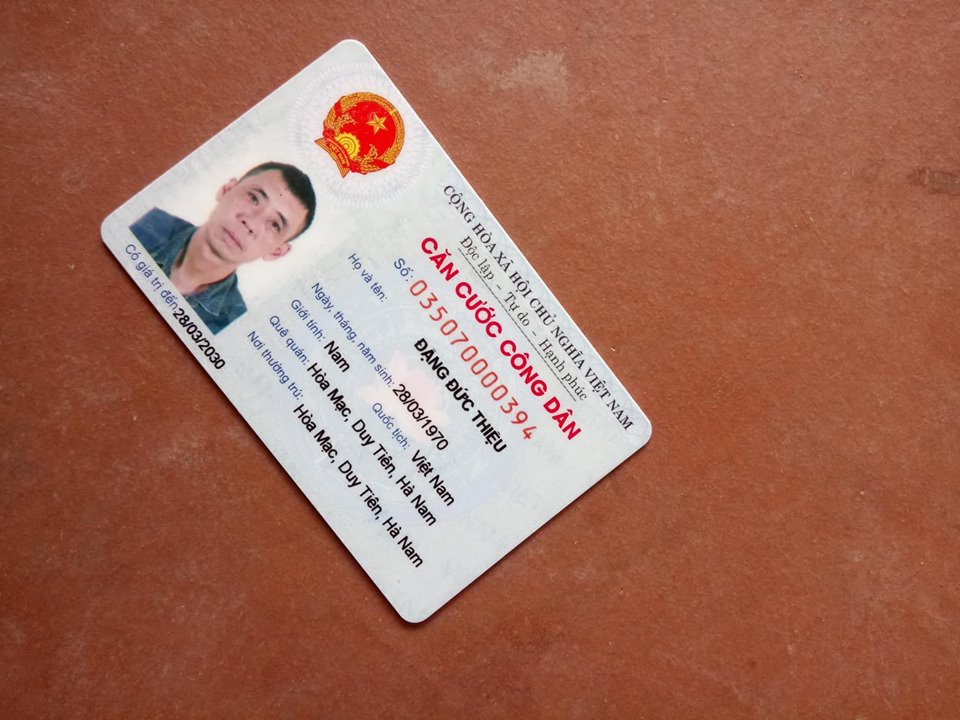 CỘNG HÒA XÃ HỘI CHỦ NGHĨA VIỆT NAM
Độc lập - Tự do - Hạnh phúc
CĂN CƯỚC CÔNG DÂN
Số: 035070000394
Họ và tên:
ĐẶNG ĐỨC THIỆU
Ngày, tháng, năm sinh: 28/03/1970
Giới tính: Nam Quốc tịch: Việt Nam
Quê quán: Hòa Mạc, Duy Tiên, Hà Nam
Nơi thường trú: Hòa Mạc, Duy Tiên, Hà Nam
Có giá trị đến: 28/03/2030
VIỆT NAM